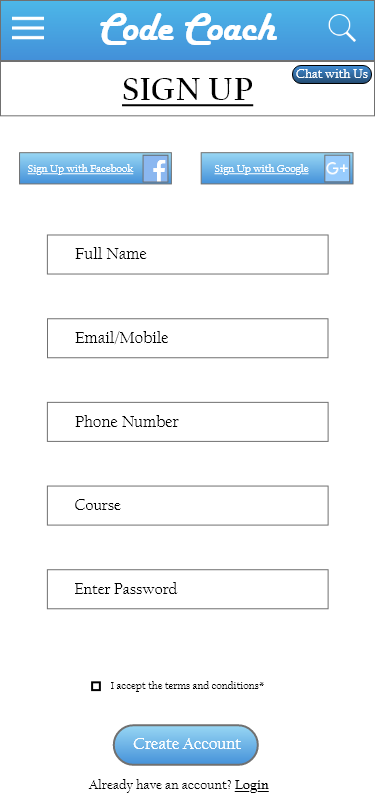 Code Coach
Chat with Us
SIGN UP
Sign Up with Facebook
Sign Up with Google
G+
Full Name
Email/Mobile
Phone Number
Course
Enter Password
I accept the terms and conditions*
Create Account
Already have an account? Login